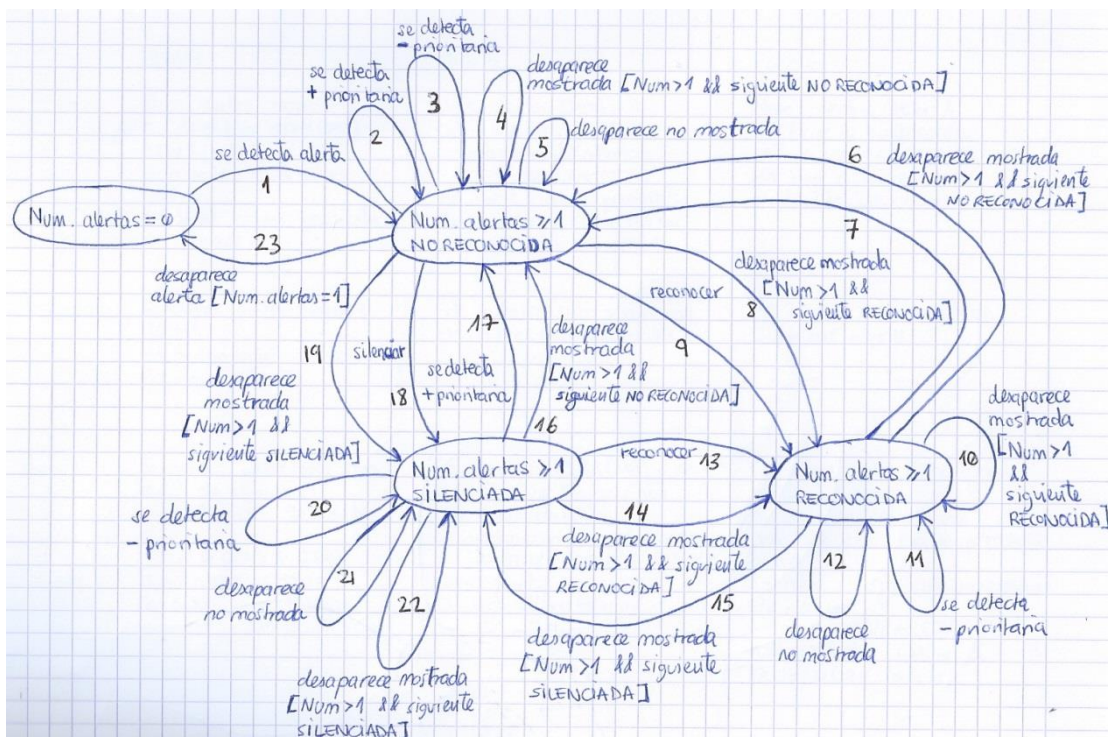 se detecta
- prioritaria
se detecta
+ prioritaria
3
desaparece
mostrada [Num>1 && siguiente NO RECONOCIDA]
4
2
5
desaparece no mostrada
se detecta alerta
1
6
desaparece mostrada
[Num>1 && siguiente
NO RECONOCIDA]
Num. alertas = ϕ
Num. alertas ≥ 1
NO RECONOCIDA
7
23
desaparece
alerta [Num. alertas=1]
reconocer
8
desaparece mostrada
[Num>1 &&
siguiente RECONOCIDA]
17
19
silenciar
9
desaparece
mostrada
[Num>1 &&
siguiente NO RECONOCIDA]
se detecta
+ prioritaria
18
desaparece
mostrada
[Num>1 &&
siguiente SILENCIADA]
16
desaparece
mostrada
[Num>1
&&
siguiente
RECONOCIDA]
10
Num. alertas ≥ 1
SILENCIADA
reconocer
13
Num. alertas ≥ 1
RECONOCIDA
20
se detecta
- prioritaria
14
desaparece mostrada
[Num>1 && siguiente
RECONOCIDA]
12
11
21
desaparece
no mostrada
22
15
se detecta
- prioritaria
desaparece
no mostrada
desaparece mostrada
[Num>1 && siguiente
SILENCIADA]
desaparece mostrada
[Num>1 && siguiente
SILENCIADA]